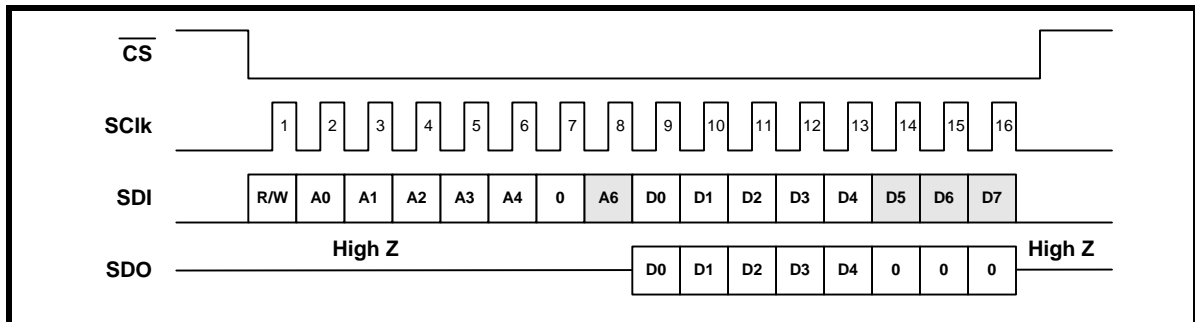 CS
SClk 1 2 3 4 5 6 7 8 9 10 11 12 13 14 15 16
SDI R/W A0 A1 A2 A3 A4 0 A6 D0 D1 D2 D3 D4 D5 D6 D7
High Z High Z
SDO D0 D1 D2 D3 D4 0 0 0